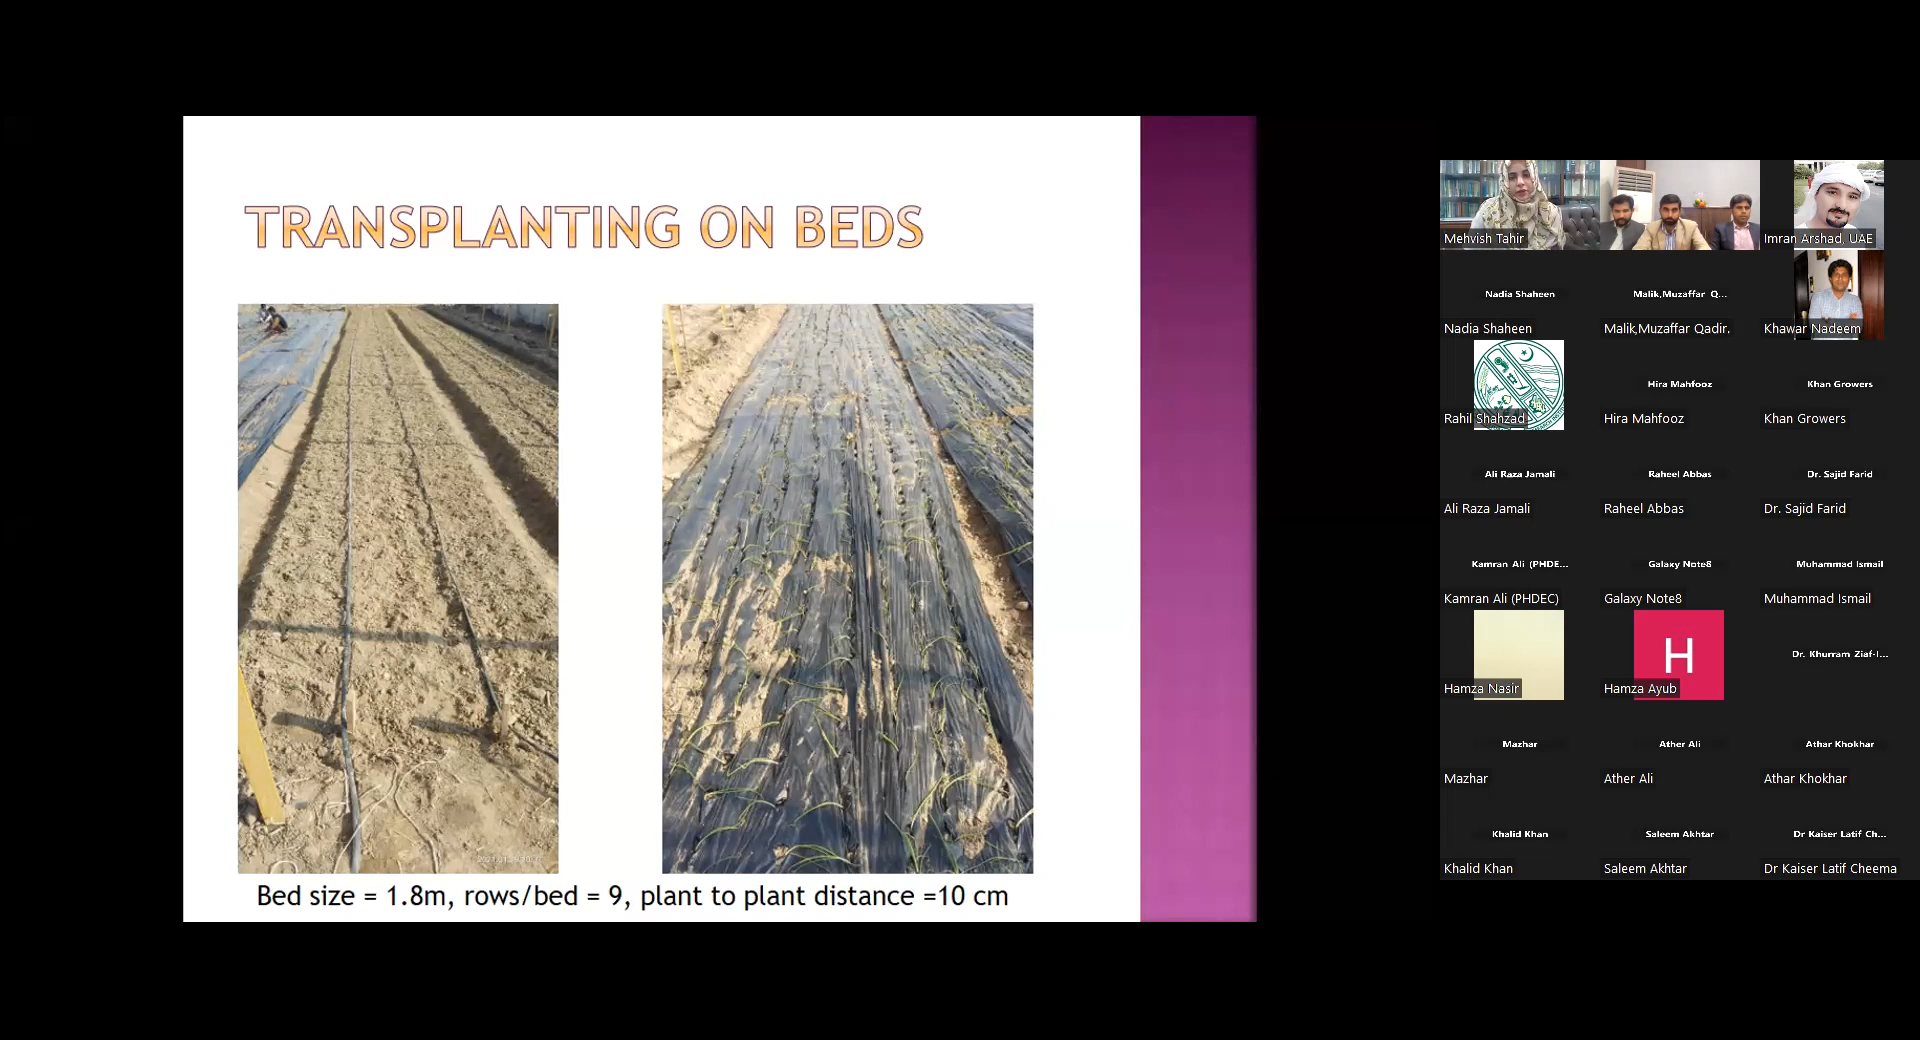 TRANSPLANTING ON BEDS
Bed size = 1.8m, rows/bed = 9, plant to plant distance =10 cm
Mehvish Tahir
Imran Arshad, UAE
Nadia Shaheen
Nadia Shaheen
Malik,Muzaffar Q...
Malik,Muzaffar Qadir.
Khawar Nadeem
Rahil Shahzad
Hira Mahfooz
Hira Mahfooz
Khan Growers
Khan Growers
Ali Raza Jamali
Ali Raza Jamali
Raheel Abbas
Raheel Abbas
Dr. Sajid Farid
Dr. Sajid Farid
Kamran Ali (PHDE...
Kamran Ali (PHDEC)
Galaxy Note8
Galaxy Note8
Muhammad Ismail
Muhammad Ismail
Hamza Nasir
H
Hamza Ayub
Dr. Khurram Ziaf-I...
Mazhar
Mazhar
Ather Ali
Ather Ali
Athar Khokhar
Athar Khokhar
Khalid Khan
Khalid Khan
Saleem Akhtar
Saleem Akhtar
Dr Kaiser Latif Ch...
Dr Kaiser Latif Cheema